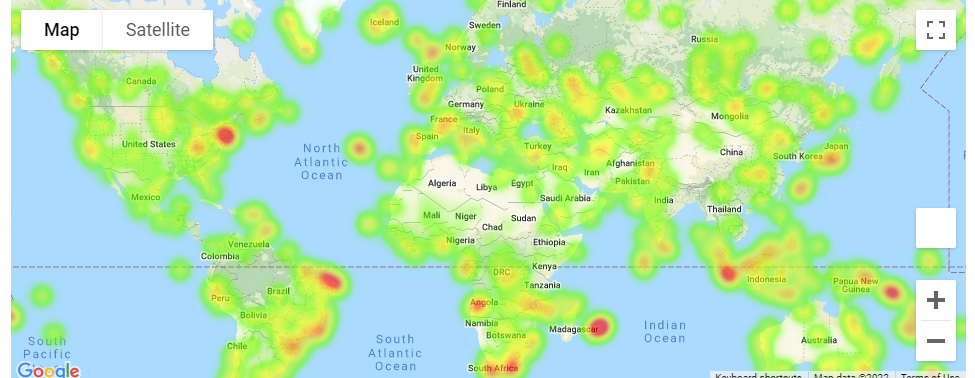 Map
Satellite
Iceland
Finland
Sweden
Norway
Russia
Canada
United
Kingdom
Poland
Germany
Ukraine
Kazakhstan
Mongolia
France
Italy
Spain
Turkey
United States
North
Atlantic
Ocean
China
South Korea
Japan
Afghanistan
Iraq
Iran
Pakistan
Algeria
Libya
Egypt
Saudi Arabia
India
Mexico
Mali
Niger
Sudan
Chad
Thailand
Nigeria
Ethiopia
Venezuela
Colombia
DRC
Kenya
Tanzania
Indonesia
Papua New
Guinea
Peru
Brazil
Angola
Bolivia
Namibia
Botswana
Madagascar
Indian
Ocean
South
Pacific
South
Atlantic
Ocean
Chile
Australia
South Africa
Google
Keyboard shortcuts
Map data ©2022
Terms of Use